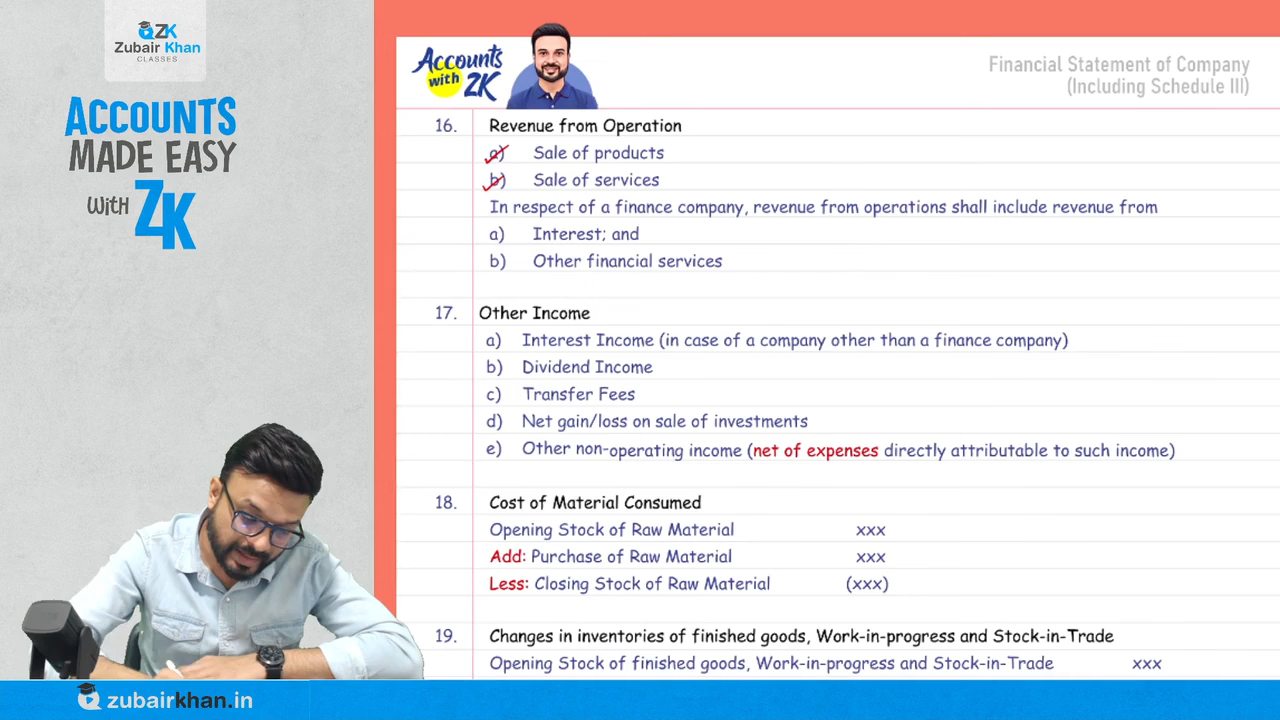 ZK
Zubair Khan
CLASSES
ACCOUNTS
MADE EASY
WITH ZK
Accounts
with ZK
Financial Statement of Company
(Including Schedule III)
16. Revenue from Operation
a) Sale of products
b) Sale of services
In respect of a finance company, revenue from operations shall include revenue from
a) Interest; and
b) Other financial services
17. Other Income
a) Interest Income (in case of a company other than a finance company)
b) Dividend Income
c) Transfer Fees
d) Net gain/loss on sale of investments
e) Other non-operating income (net of expenses directly attributable to such income)
18. Cost of Material Consumed
Opening Stock of Raw Material xxx
Add: Purchase of Raw Material xxx
Less: Closing Stock of Raw Material (xxx)
19. Changes in inventories of finished goods, Work-in-progress and Stock-in-Trade
Opening Stock of finished goods, Work-in-progress and Stock-in-Trade xxx
zubairkhan.in